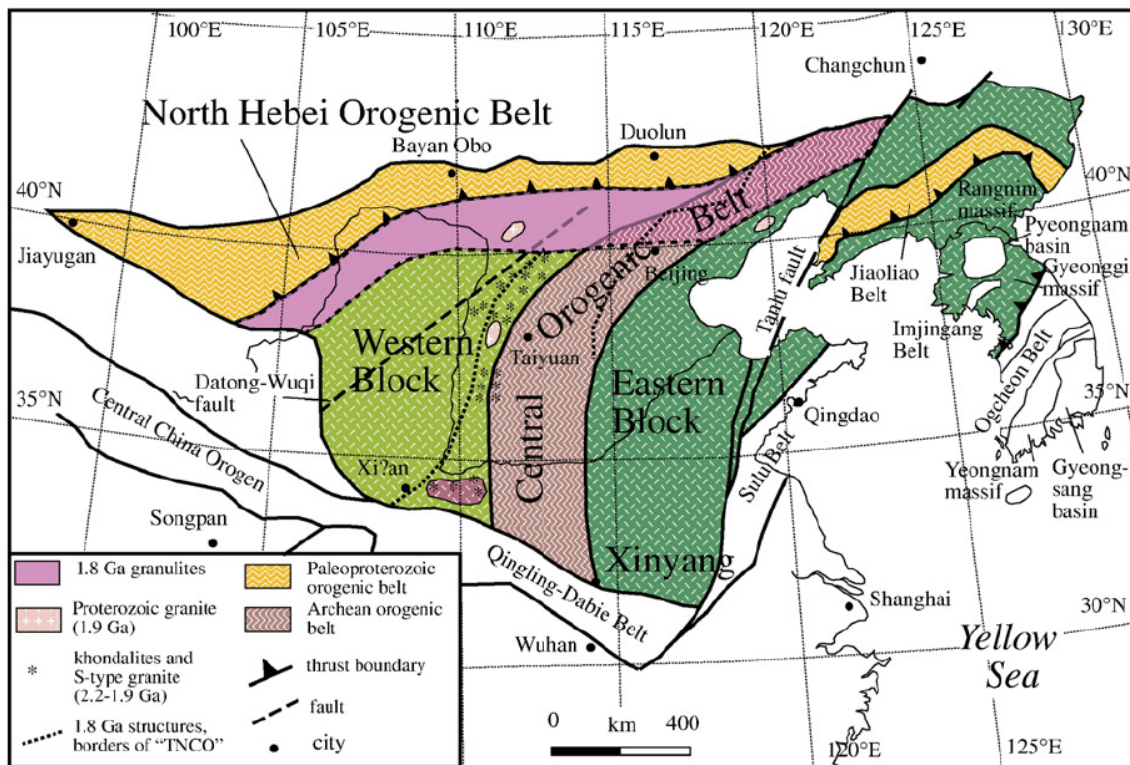 100°E
105°E
110°E
115°E
120°E
125°E
130°E
Changchun
North Hebei Orogenic Belt
Bayan Obo
Duolun
40°N
40°N
Jiayugan
Rangnim
massif
Pyeongnam
basin
Gyeonggi
massif
Belt
Orogenic
Central
Beijing
Tanlu fault
Jiaoliao
Belt
Imjingang
Belt
Ogcheon Belt
Western
Block
Taiyuan
Eastern
Block
Datong-Wuqi
fault
35°N
35°N
Central China Orogen
Qingdao
Sulu Belt
Xi?an
Yeongnam
massif
Gyeong-
sang
basin
Songpan
Xinyang
Qingling-Dabie Belt
Wuhan
Shanghai
30°N
Yellow
Sea
1.8 Ga granulites
Proterozoic granite
(1.9 Ga)
khondalites and
S-type granite
(2.2-1.9 Ga)
1.8 Ga structures,
borders of “TNCO”
Paleoproterozoic
orogenic belt
Archean orogenic
belt
thrust boundary
fault
city
0 km 400
120°E
125°E